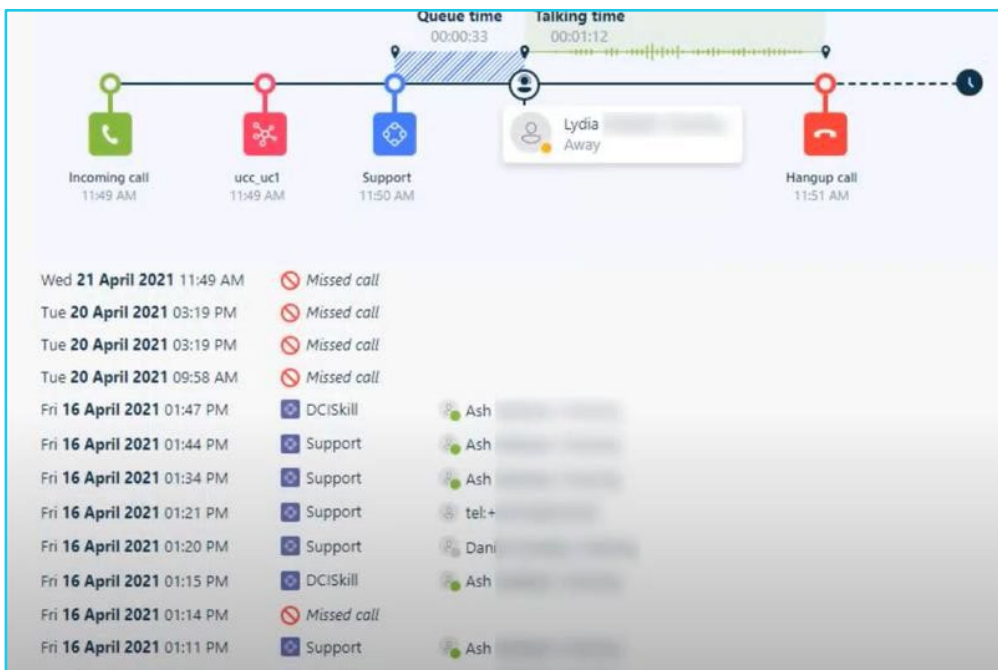 Queue time Talking time
00:00:33 00:01:12
Lydia
Away
Incoming call ucc_uc1 Support Hangup call
11:49 AM 11:49 AM 11:50 AM 11:51 AM
Wed 21 April 2021 11:49 AM Missed call
Tue 20 April 2021 03:19 PM Missed call
Tue 20 April 2021 03:19 PM Missed call
Tue 20 April 2021 09:58 AM Missed call
Fri 16 April 2021 01:47 PM DCISkill Ash
Fri 16 April 2021 01:44 PM Support Ash
Fri 16 April 2021 01:34 PM Support Ash
Fri 16 April 2021 01:21 PM Support tel:+
Fri 16 April 2021 01:20 PM Support Dani
Fri 16 April 2021 01:15 PM DCISkill Ash
Fri 16 April 2021 01:14 PM Missed call
Fri 16 April 2021 01:11 PM Support Ash